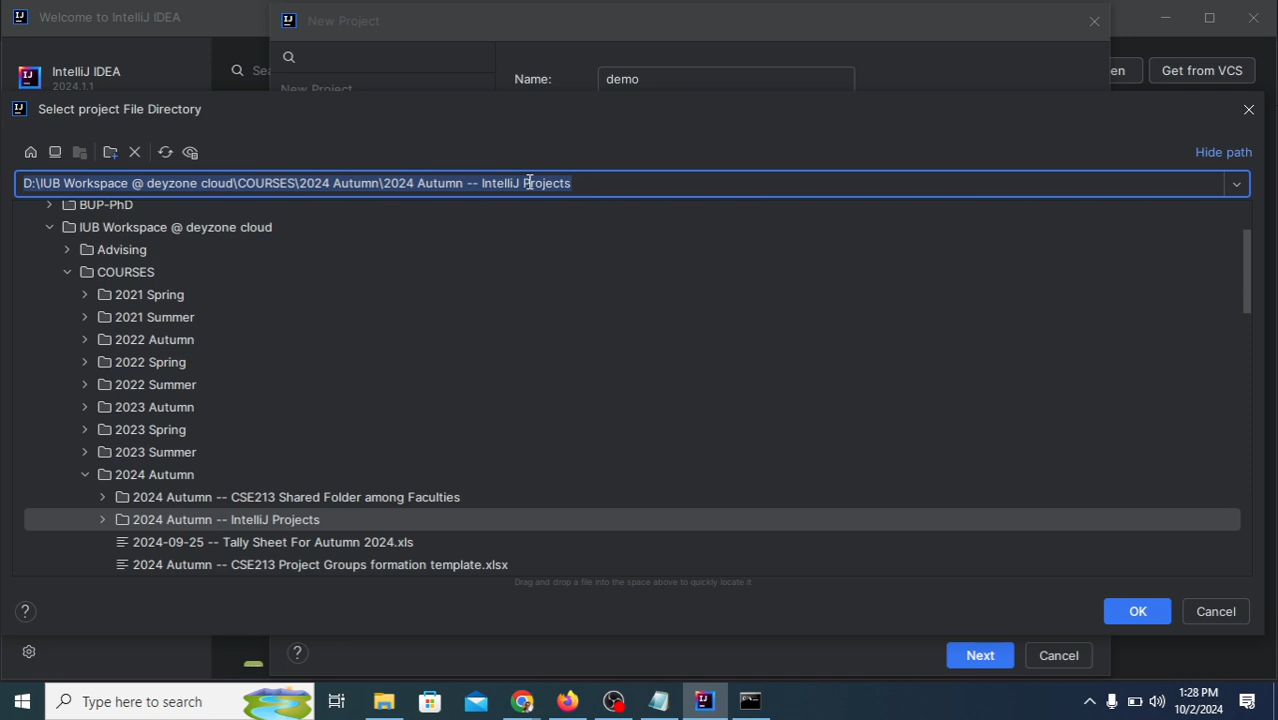 Welcome to IntelliJ IDEA
New Project
IntelliJ IDEA
2024.1.1
Sea
New Project
Name:
demo
en
Get from VCS
Select project File Directory
Hide path
D:\IUB Workspace @ deyzone cloud\COURSES\2024 Autumn\2024 Autumn -- IntelliJ Projects
BUP-PhD
IUB Workspace @ deyzone cloud
Advising
COURSES
2021 Spring
2021 Summer
2022 Autumn
2022 Spring
2022 Summer
2023 Autumn
2023 Spring
2023 Summer
2024 Autumn
2024 Autumn -- CSE213 Shared Folder among Faculties
2024 Autumn -- IntelliJ Projects
2024-09-25 -- Tally Sheet For Autumn 2024.xls
2024 Autumn -- CSE213 Project Groups formation template.xlsx
Drag and drop a file into the space above to quickly locate it
OK
Cancel
Next
Cancel
Type here to search
1:28 PM
10/2/2024